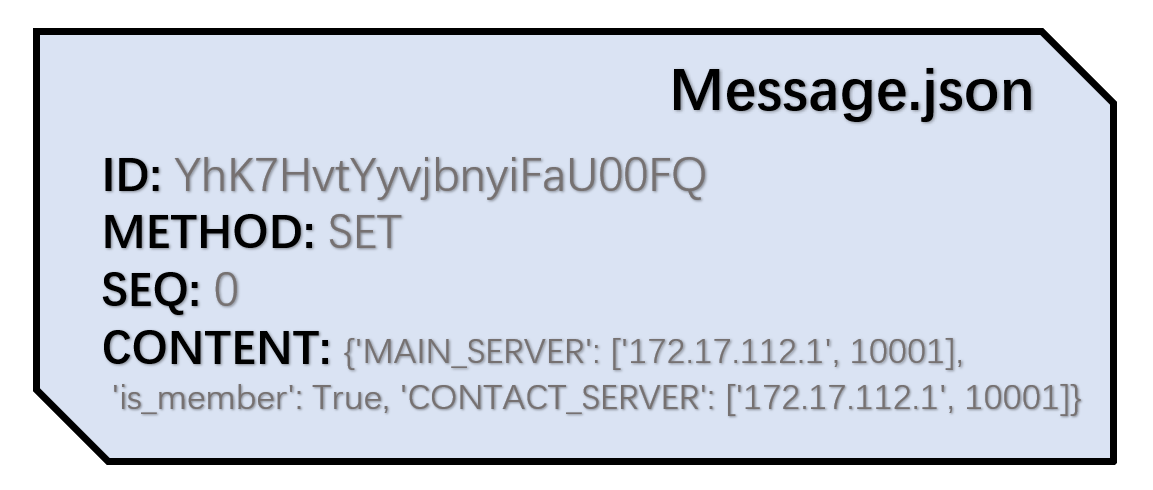 Message.json
ID: YhK7HvtYyvjbnyiFaU00FQ
METHOD: SET
SEQ: 0
CONTENT: {'MAIN_SERVER': ['172.17.112.1', 10001],
'is_member': True, 'CONTACT_SERVER': ['172.17.112.1', 10001]}